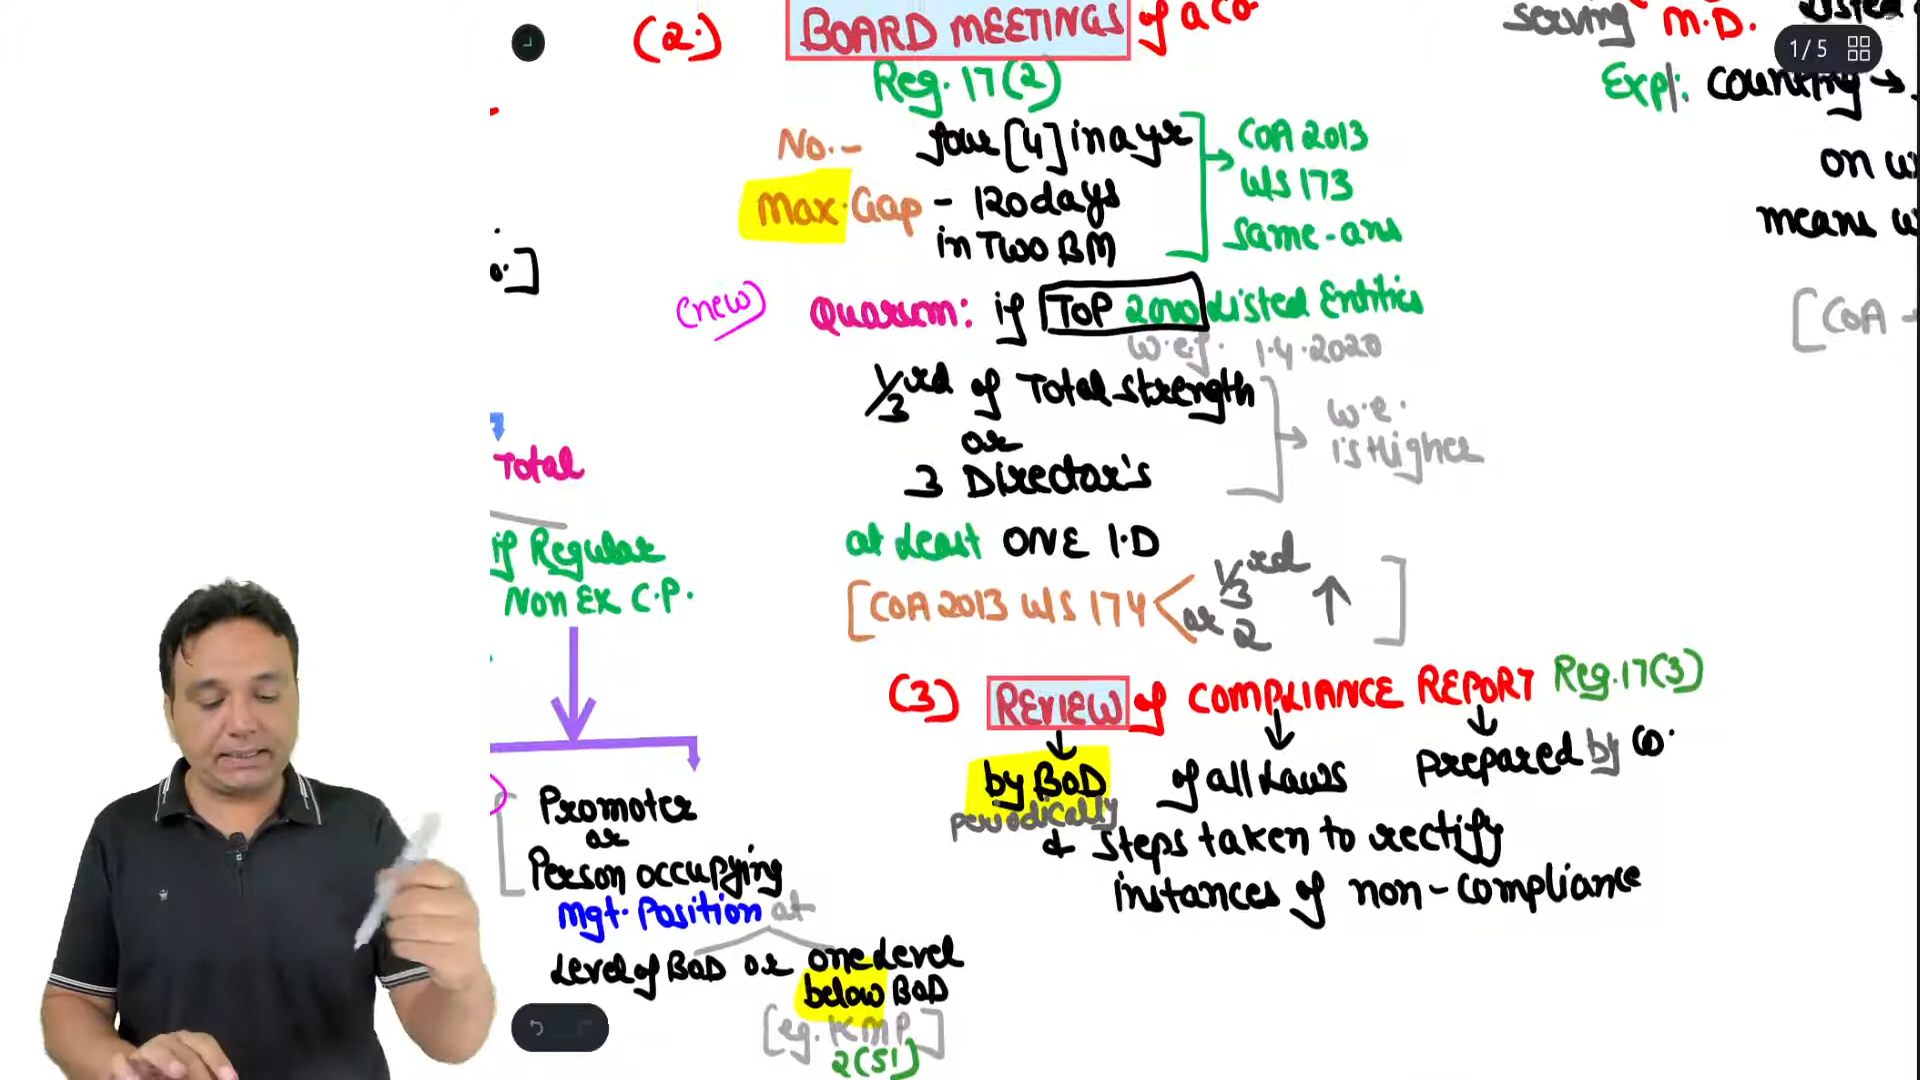 (2.) BOARD MEETINGS of a Co
Reg. 17(2)
No. - four [4] in a yr
Max. Gap - 120 days
in Two BM
COA 2013
u/s 173
Same-ans
(new) Quorum: if TOP 2000 Listed Entities
w.e.f. 1.4.2020
1/3rd of Total Strength
or
3 Director's
w.e.
is Higher
at Least ONE I.D
[COA 2013 u/s 174 < 1/3rd or 2 ↑ ]
(3) REVIEW of COMPLIANCE REPORT Reg. 17(3)
by BoD
periodically
of all Laws
prepared by co.
& Steps taken to rectify
instances of non-compliance
Total
if Regular
Non Ex C.P.
Promoter
or
Person occupying
Mgt. Position at
Level of BoD or one Level
below BoD
[eg. KMP]
2(51)
M.D.
1/5
Expl: Counting →
on
means
[COA -